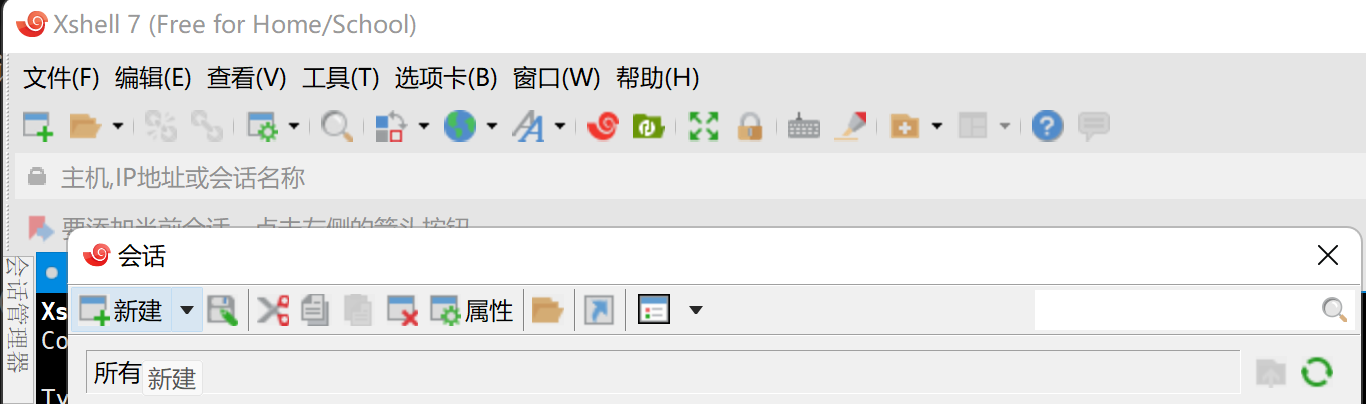 Xshell 7 (Free for Home/School)
文件(F) 编辑(E) 查看(V) 工具(T) 选项卡(B) 窗口(W) 帮助(H)
主机,IP地址或会话名称
要添加当前会话，点击左侧的箭头按钮
会话管理器
会话
新建 属性
Xs
Co
所有
新建
Ty